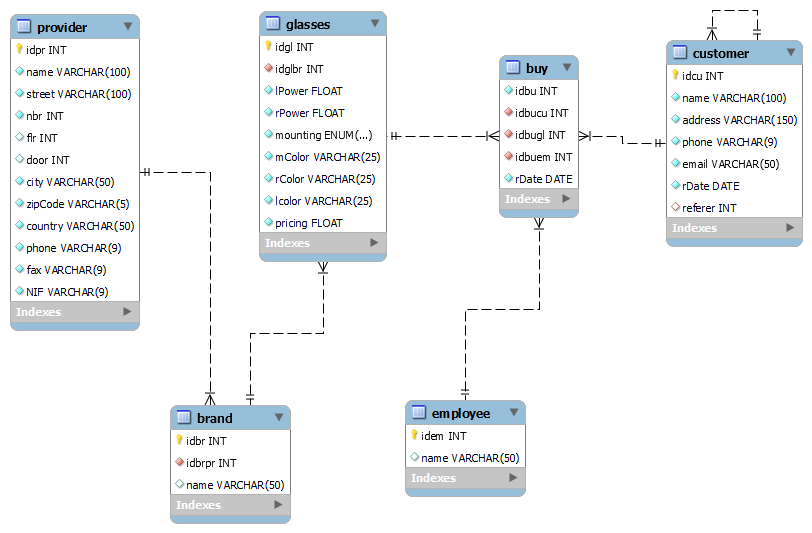 provider
idpr INT
name VARCHAR(100)
street VARCHAR(100)
nbr INT
flr INT
door INT
city VARCHAR(50)
zipCode VARCHAR(5)
country VARCHAR(50)
phone VARCHAR(9)
fax VARCHAR(9)
NIF VARCHAR(9)
Indexes
glasses
idgl INT
idglbr INT
lPower FLOAT
rPower FLOAT
mounting ENUM(...)
mColor VARCHAR(25)
rColor VARCHAR(25)
lcolor VARCHAR(25)
pricing FLOAT
Indexes
buy
idbu INT
idbucu INT
idbugl INT
idbuem INT
rDate DATE
Indexes
customer
idcu INT
name VARCHAR(100)
address VARCHAR(150)
phone VARCHAR(9)
email VARCHAR(50)
rDate DATE
referer INT
Indexes
brand
idbr INT
idbrpr INT
name VARCHAR(50)
Indexes
employee
idem INT
name VARCHAR(50)
Indexes